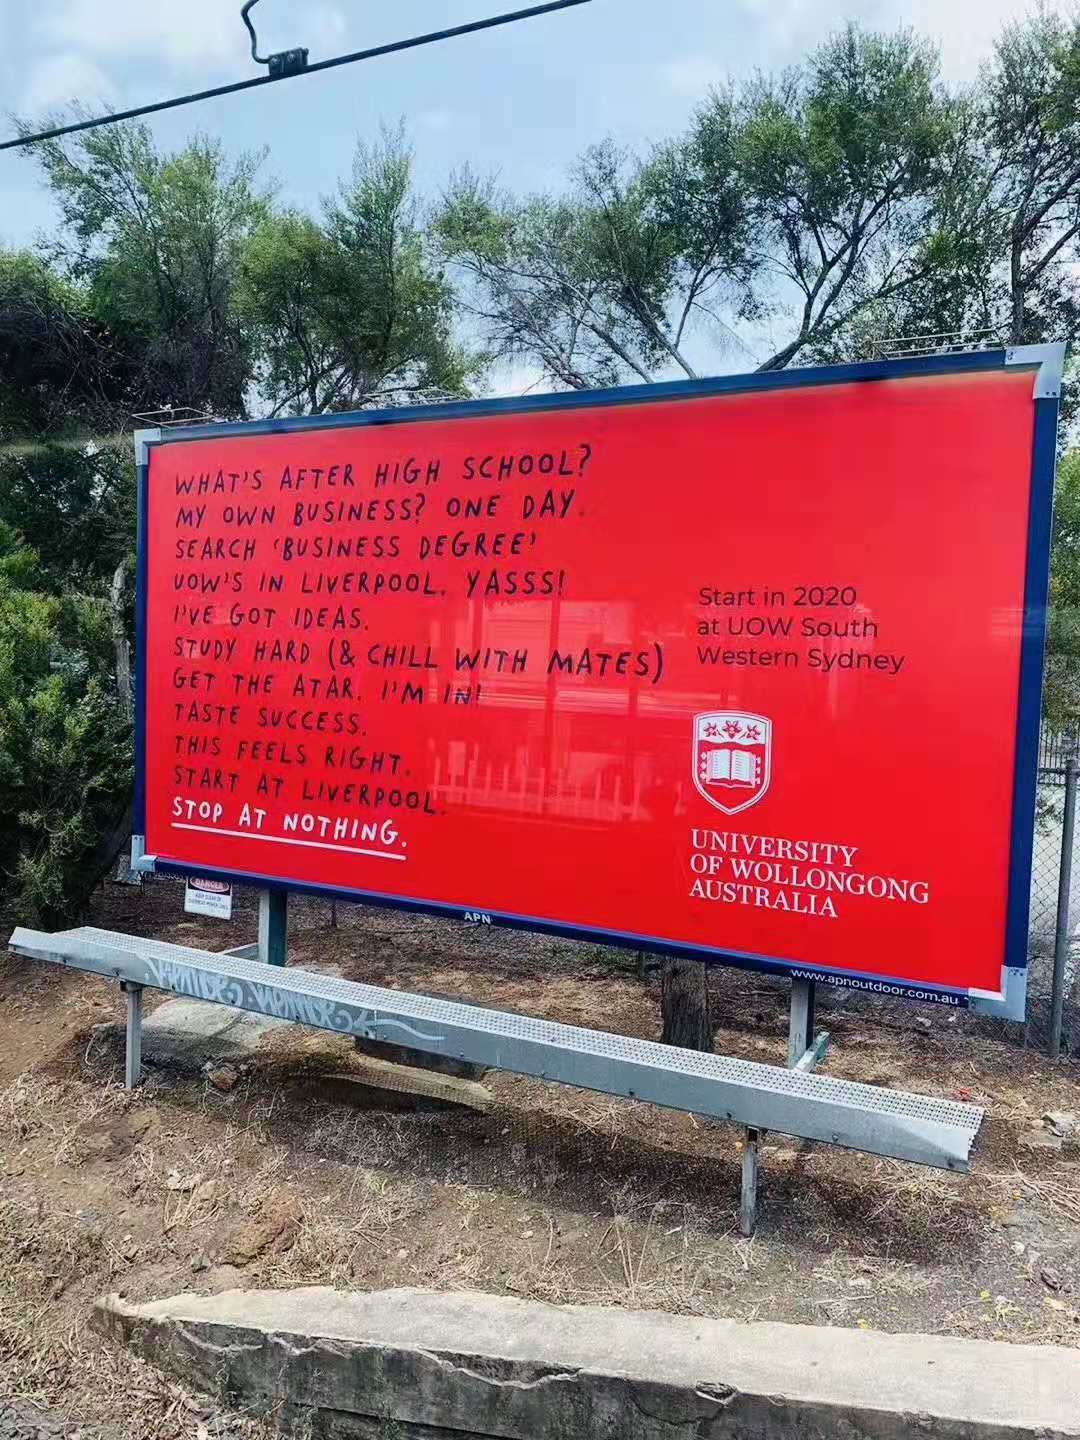 WHAT'S AFTER HIGH SCHOOL?
MY OWN BUSINESS? ONE DAY.
SEARCH 'BUSINESS DEGREE'
UOW'S IN LIVERPOOL. YASSS!
I'VE GOT IDEAS.
STUDY HARD (& CHILL WITH MATES)
GET THE ATAR. I'M IN!
TASTE SUCCESS.
THIS FEELS RIGHT.
START AT LIVERPOOL.
STOP AT NOTHING.
Start in 2020
at UOW South
Western Sydney
UNIVERSITY
OF WOLLONGONG
AUSTRALIA
DANGER
APN
www.apnoutdoor.com.au